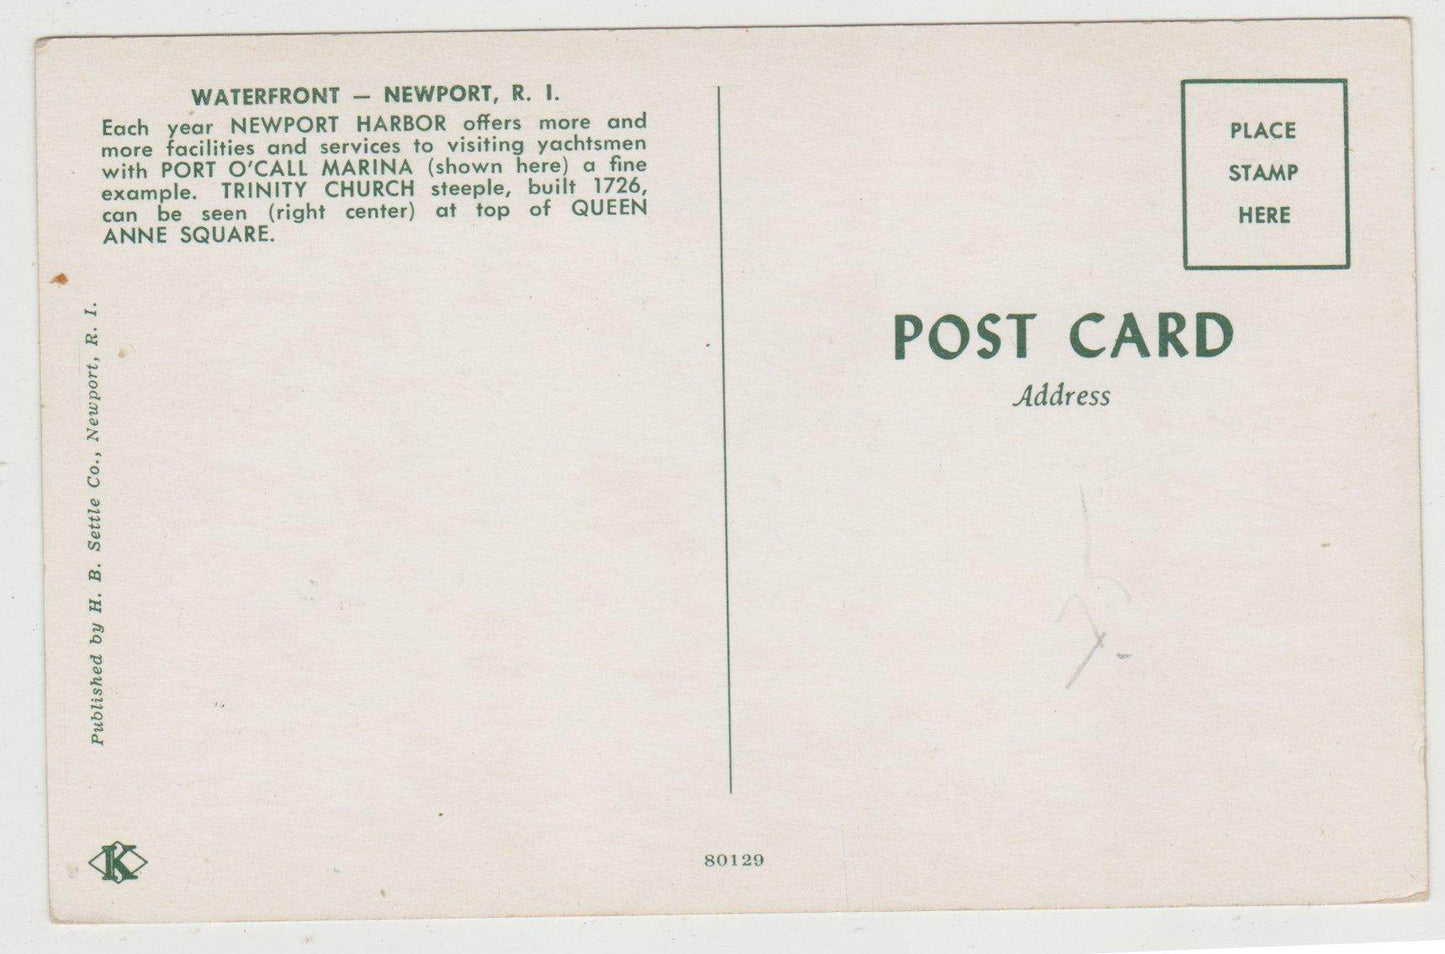 WATERFRONT — NEWPORT, R. I.
Each year NEWPORT HARBOR offers more and
more facilities and services to visiting yachtsmen
with PORT O'CALL MARINA (shown here) a fine
example. TRINITY CHURCH steeple, built 1726,
can be seen (right center) at top of QUEEN
ANNE SQUARE.
Published by H. B. Settle Co., Newport, R. I.
K
80129
PLACE
STAMP
HERE
POST CARD
Address